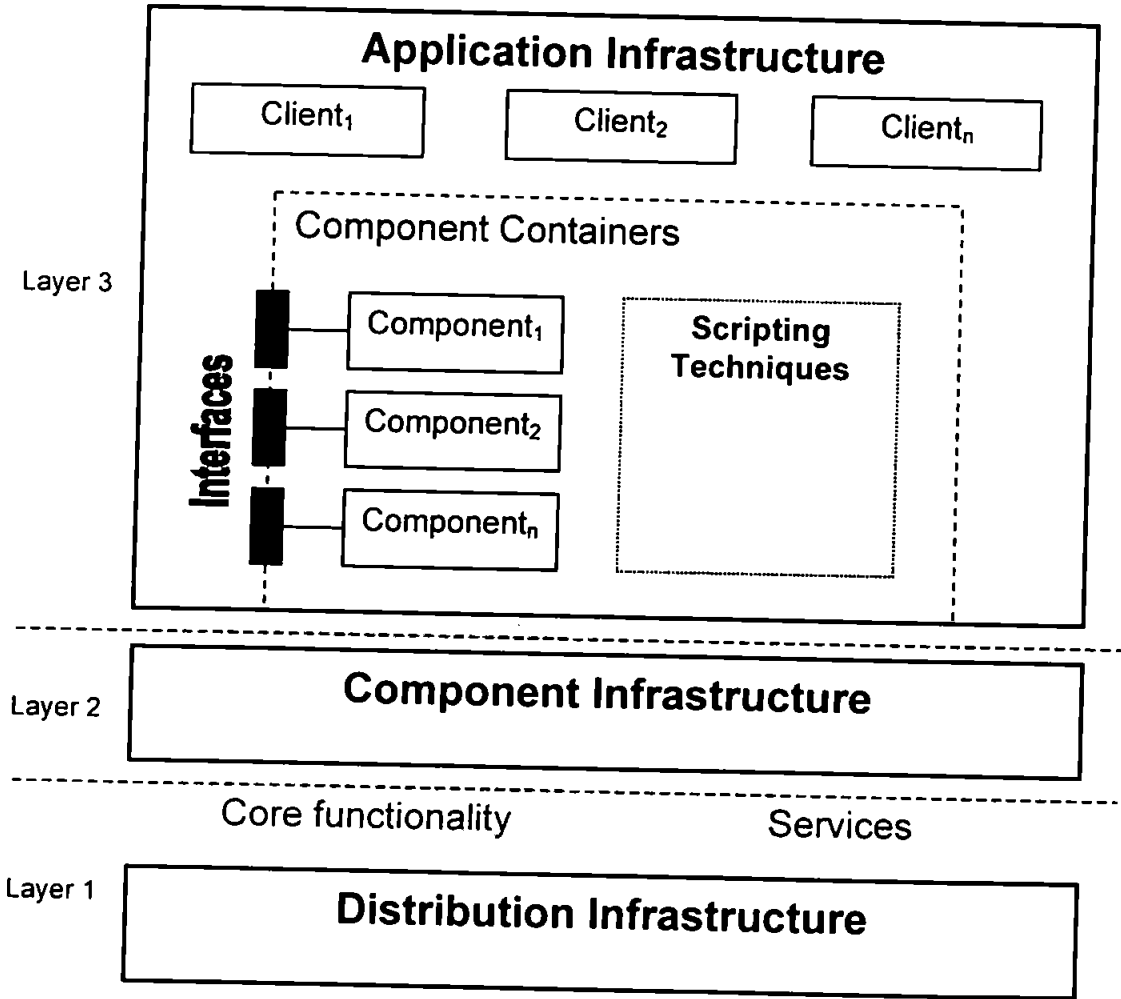 Application Infrastructure
Client₁
Client₂
Clientₙ
Component Containers
Layer 3
Interfaces
Component₁
Component₂
Componentₙ
Scripting
Techniques
Layer 2
Component Infrastructure
Core functionality
Services
Layer 1
Distribution Infrastructure